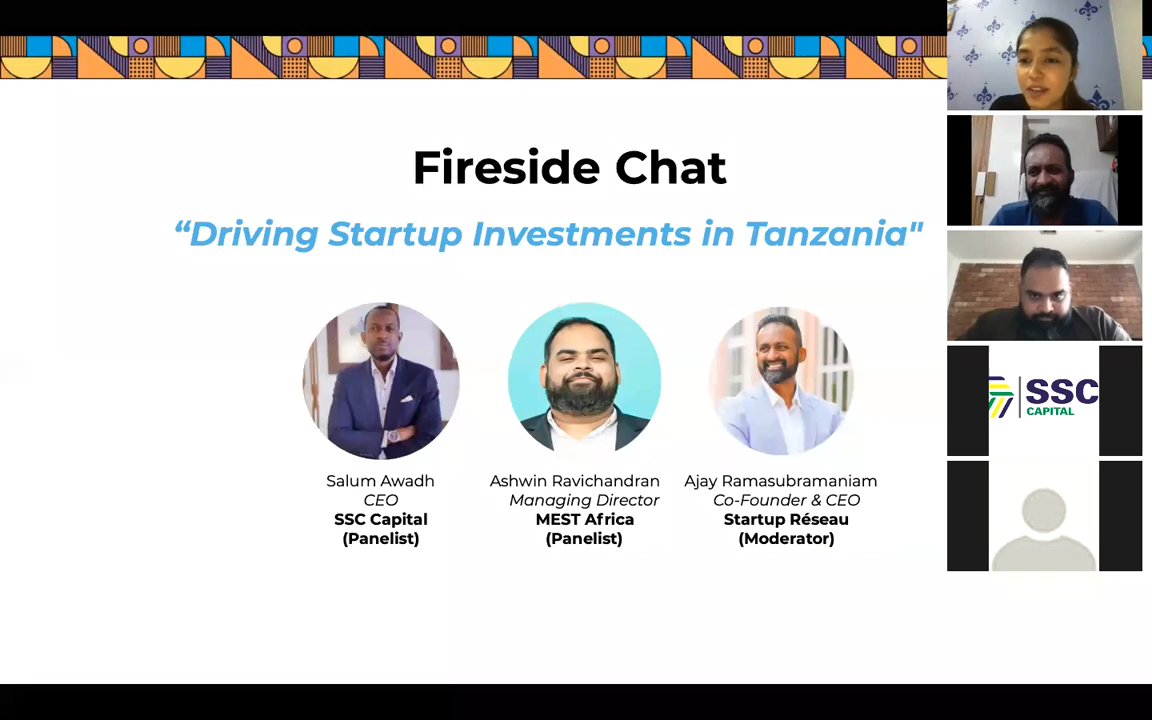 Fireside Chat
“Driving Startup Investments in Tanzania"
Salum Awadh
CEO
SSC Capital
(Panelist)
Ashwin Ravichandran
Managing Director
MEST Africa
(Panelist)
Ajay Ramasubramaniam
Co-Founder & CEO
Startup Réseau
(Moderator)
SSC
CAPITAL